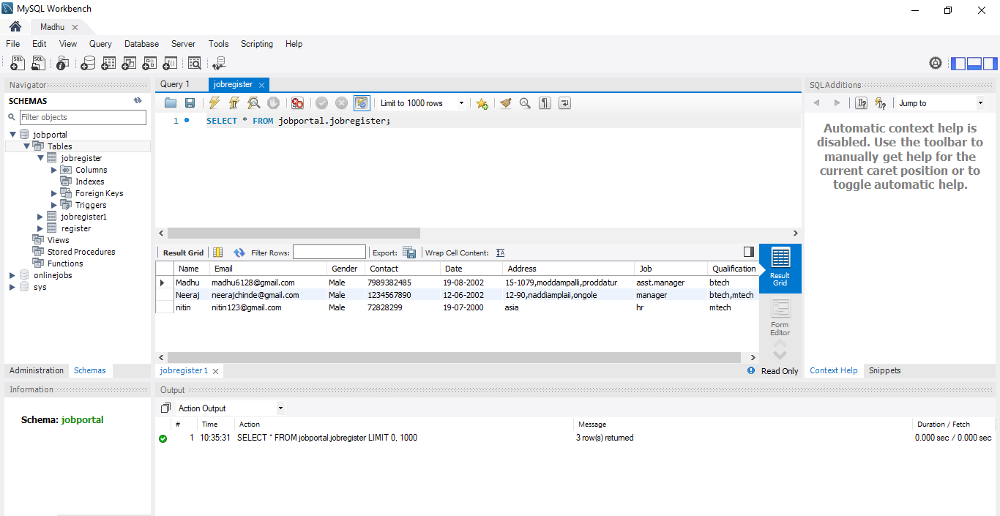 MySQL Workbench
Madhu
File Edit View Query Database Server Tools Scripting Help
Navigator
SCHEMAS
Filter objects
jobportal
Tables
jobregister
Columns
Indexes
Foreign Keys
Triggers
jobregister1
register
Views
Stored Procedures
Functions
onlinejobs
sys
Administration Schemas
Information
Schema: jobportal
Query 1 jobregister
Limit to 1000 rows
1 SELECT * FROM jobportal.jobregister;
Result Grid Filter Rows: Export: Wrap Cell Content:
Name Email Gender Contact Date Address Job Qualification
Madhu madhu6128@gmail.com Male 7989382485 19-08-2002 15-1079,moddampalli,proddatur asst.manager btech
Neeraj neerajchinde@gmail.com Male 1234567890 12-06-2002 12-90,naddiamplaii,ongole manager btech,mtech
nitin nitin123@gmail.com Male 72828299 19-07-2000 asia hr mtech
Result
Grid
Form
Editor
jobregister 1 Read Only
SQLAdditions
Jump to
Automatic context help is
disabled. Use the toolbar to
manually get help for the
current caret position or to
toggle automatic help.
Context Help Snippets
Output
Action Output
# Time Action Message Duration / Fetch
1 10:35:31 SELECT * FROM jobportal.jobregister LIMIT 0, 1000 3 row(s) returned 0.000 sec / 0.000 sec